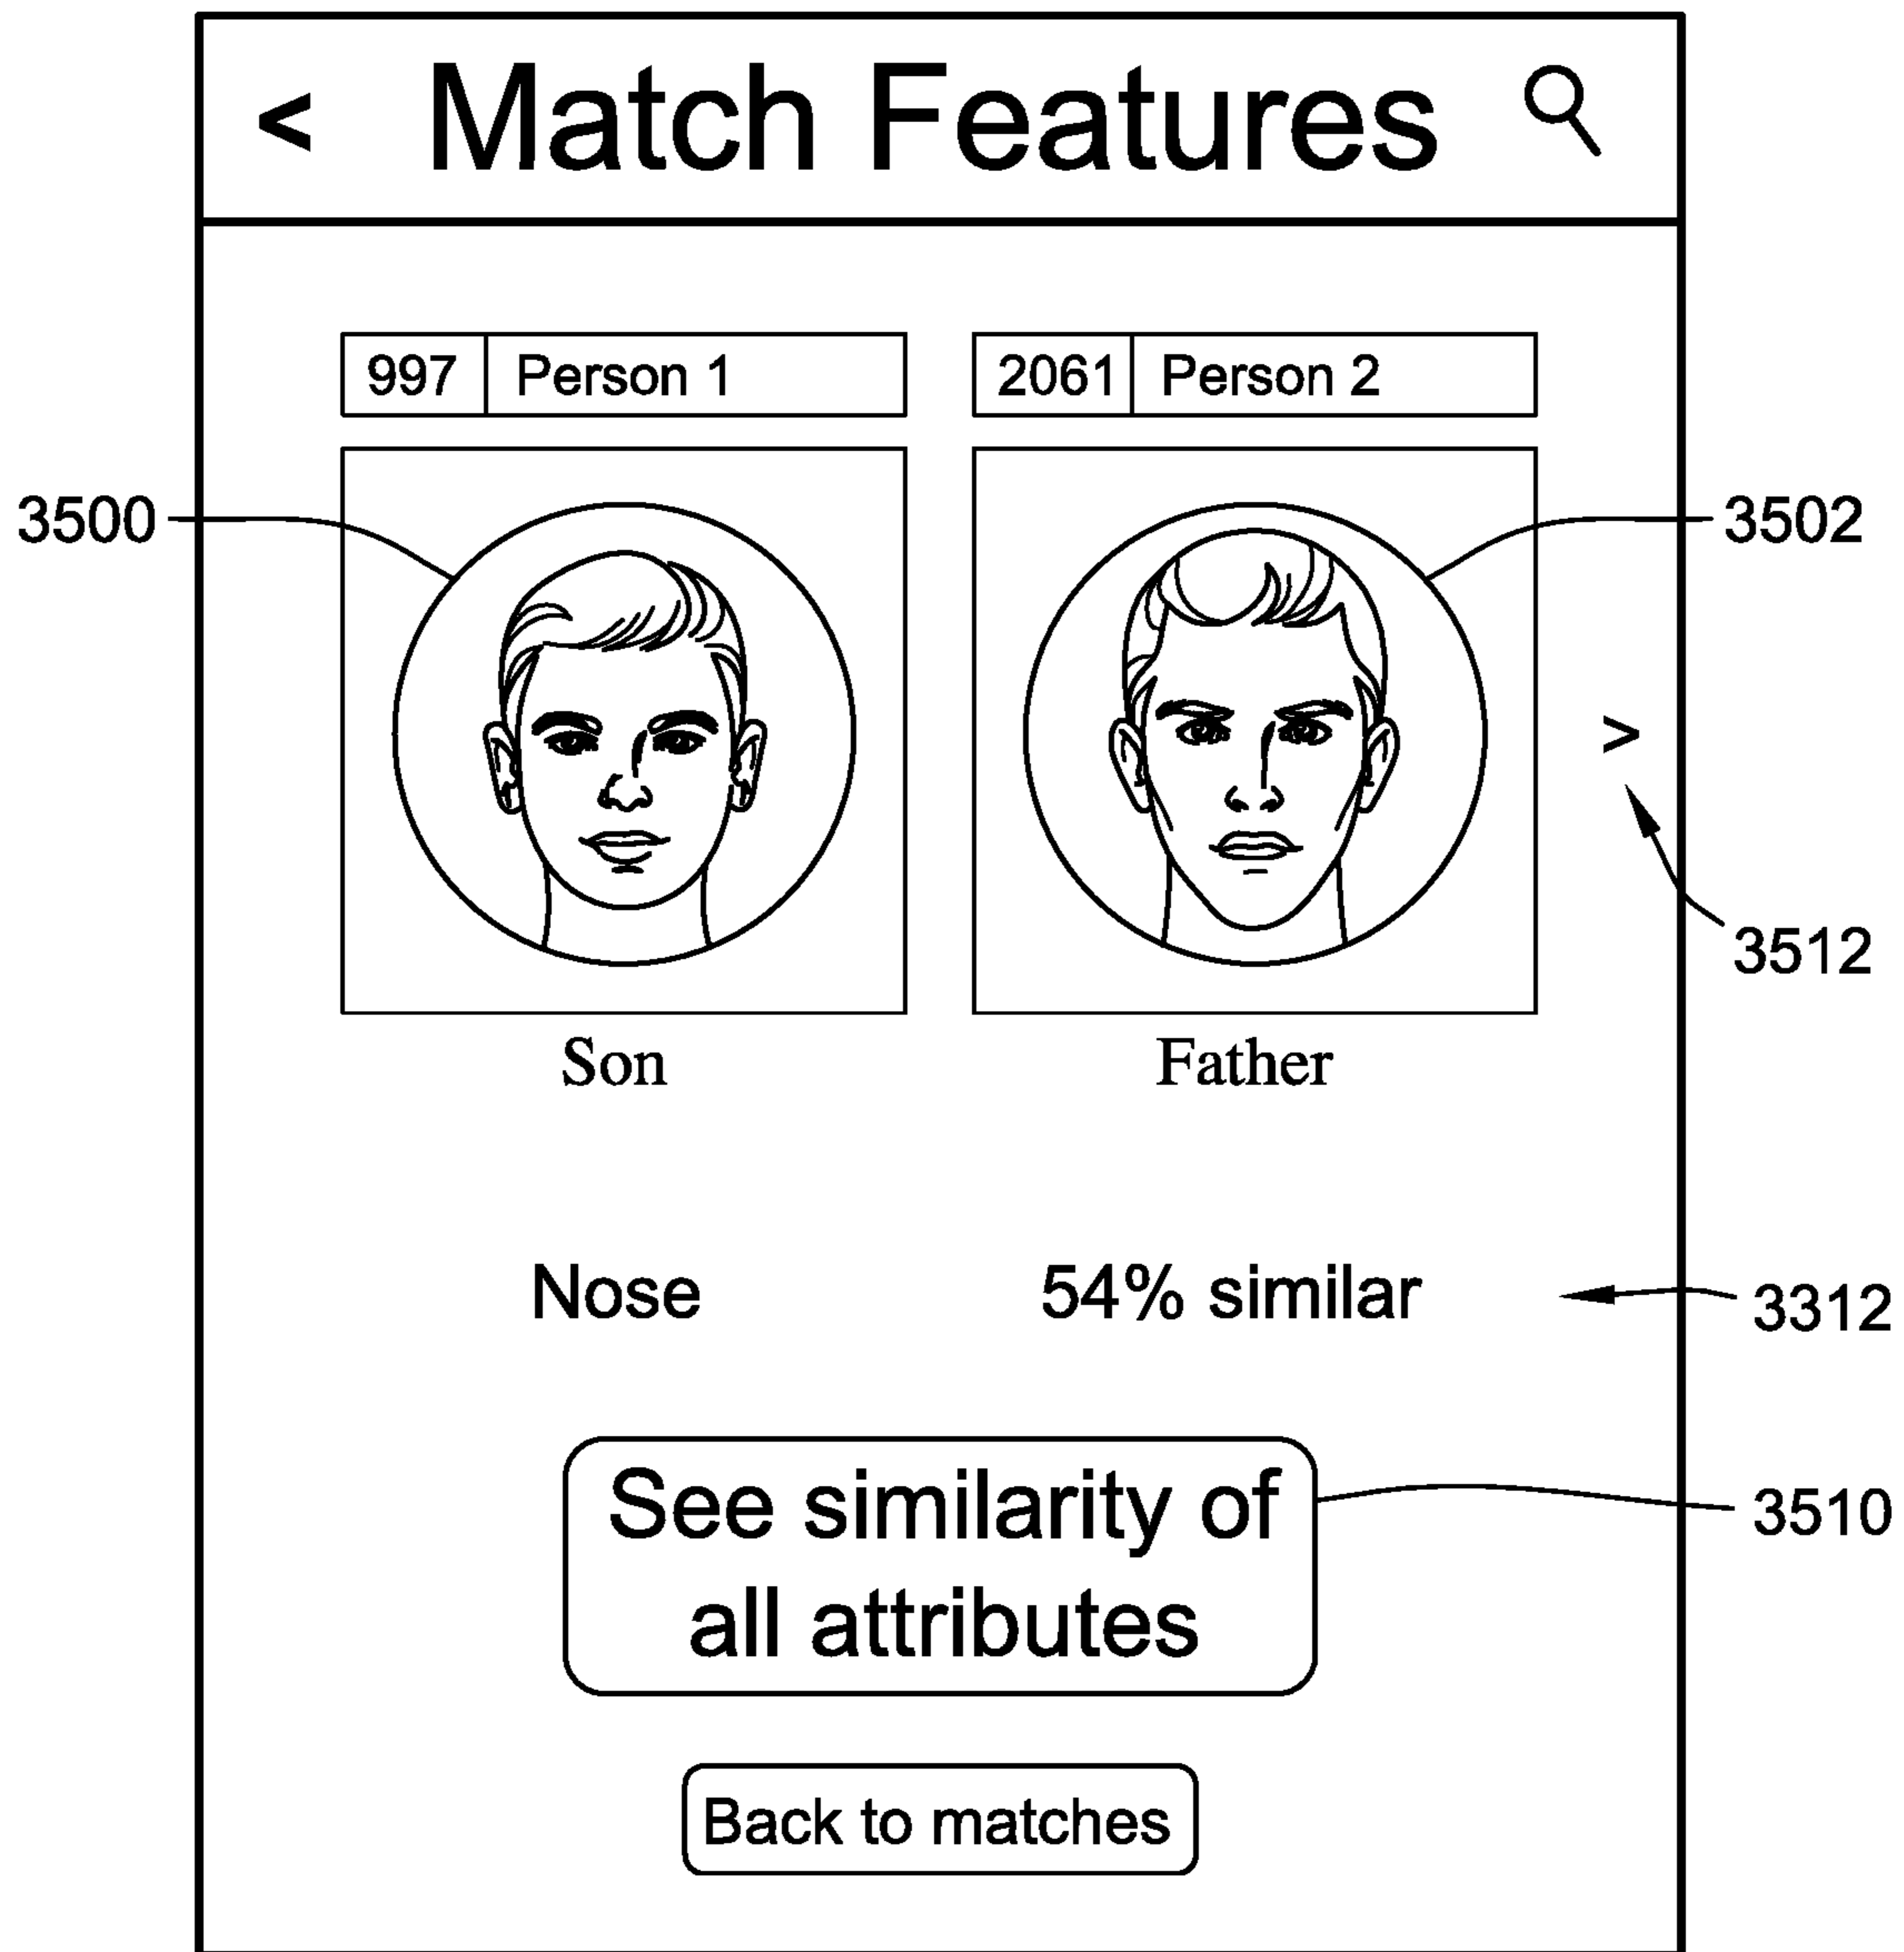 < Match Features
997 Person 1
2061 Person 2
3500
3502
>
3512
Son
Father
Nose 54% similar
3312
See similarity of
all attributes
3510
Back to matches